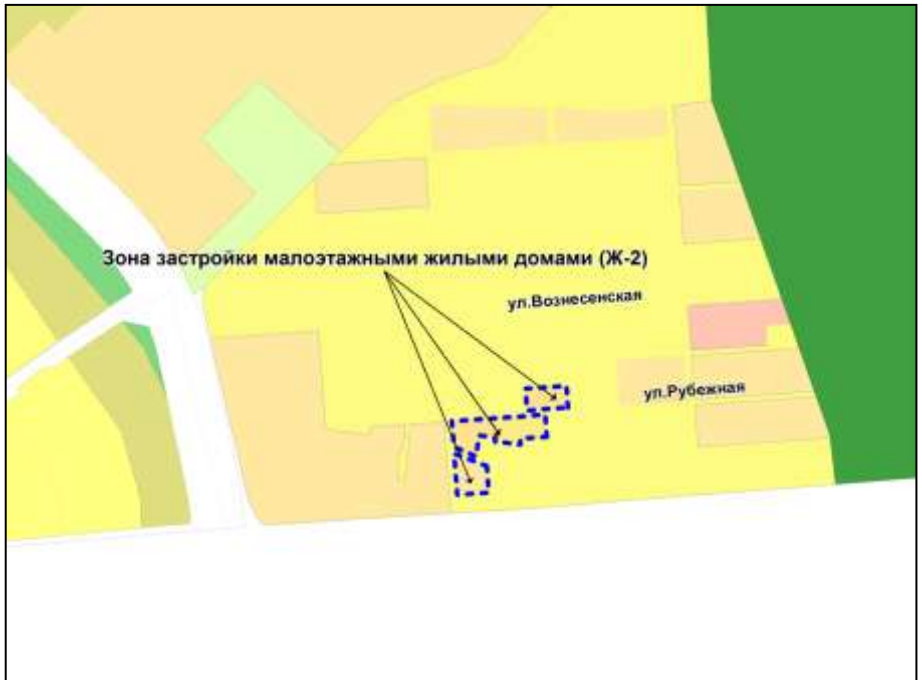 Зона застройки малоэтажными жилыми домами (Ж-2)
ул.Вознесенская
ул.Рубежная